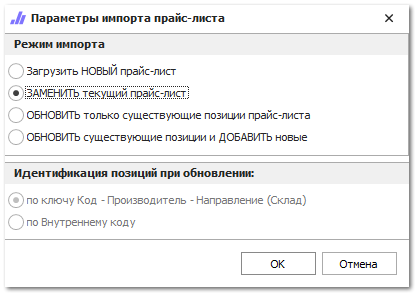 Параметры импорта прайс-листа
Режим импорта
Загрузить НОВЫЙ прайс-лист
ЗАМЕНИТЬ текущий прайс-лист
ОБНОВИТЬ только существующие позиции прайс-листа
ОБНОВИТЬ существующие позиции и ДОБАВИТЬ новые
Идентификация позиций при обновлении:
по ключу Код - Производитель - Направление (Склад)
по Внутреннему коду
OK
Отмена